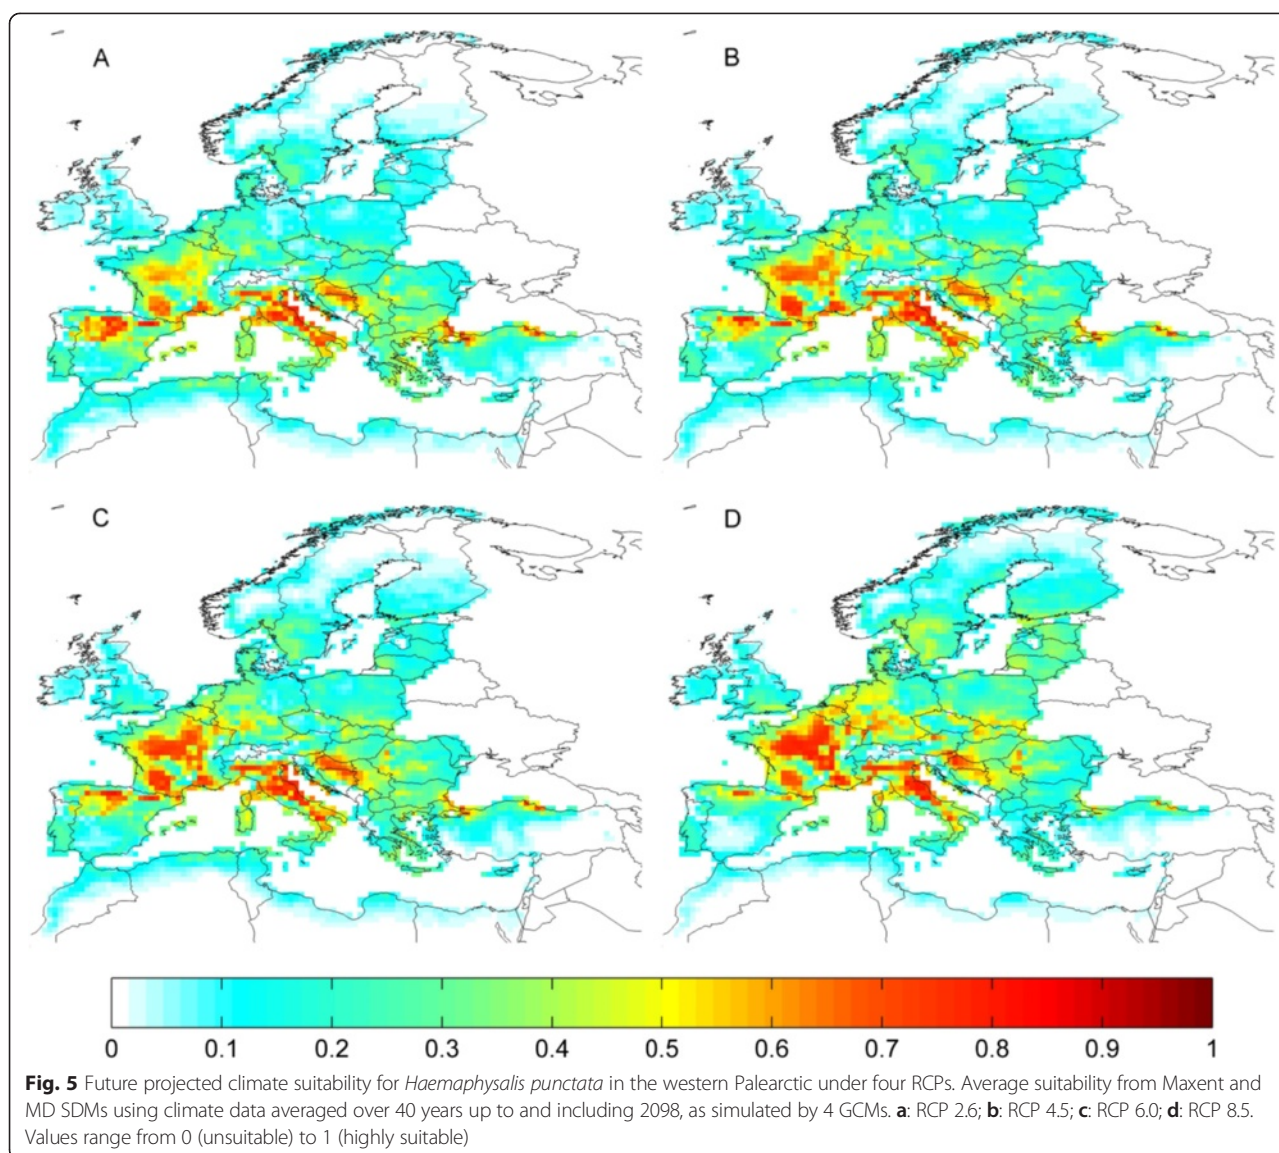 A
B
C
D
0 0.1 0.2 0.3 0.4 0.5 0.6 0.7 0.8 0.9 1
Fig. 5 Future projected climate suitability for Haemaphysalis punctata in the western Palearctic under four RCPs. Average suitability from Maxent and
MD SDMs using climate data averaged over 40 years up to and including 2098, as simulated by 4 GCMs. a: RCP 2.6; b: RCP 4.5; c: RCP 6.0; d: RCP 8.5.
Values range from 0 (unsuitable) to 1 (highly suitable)